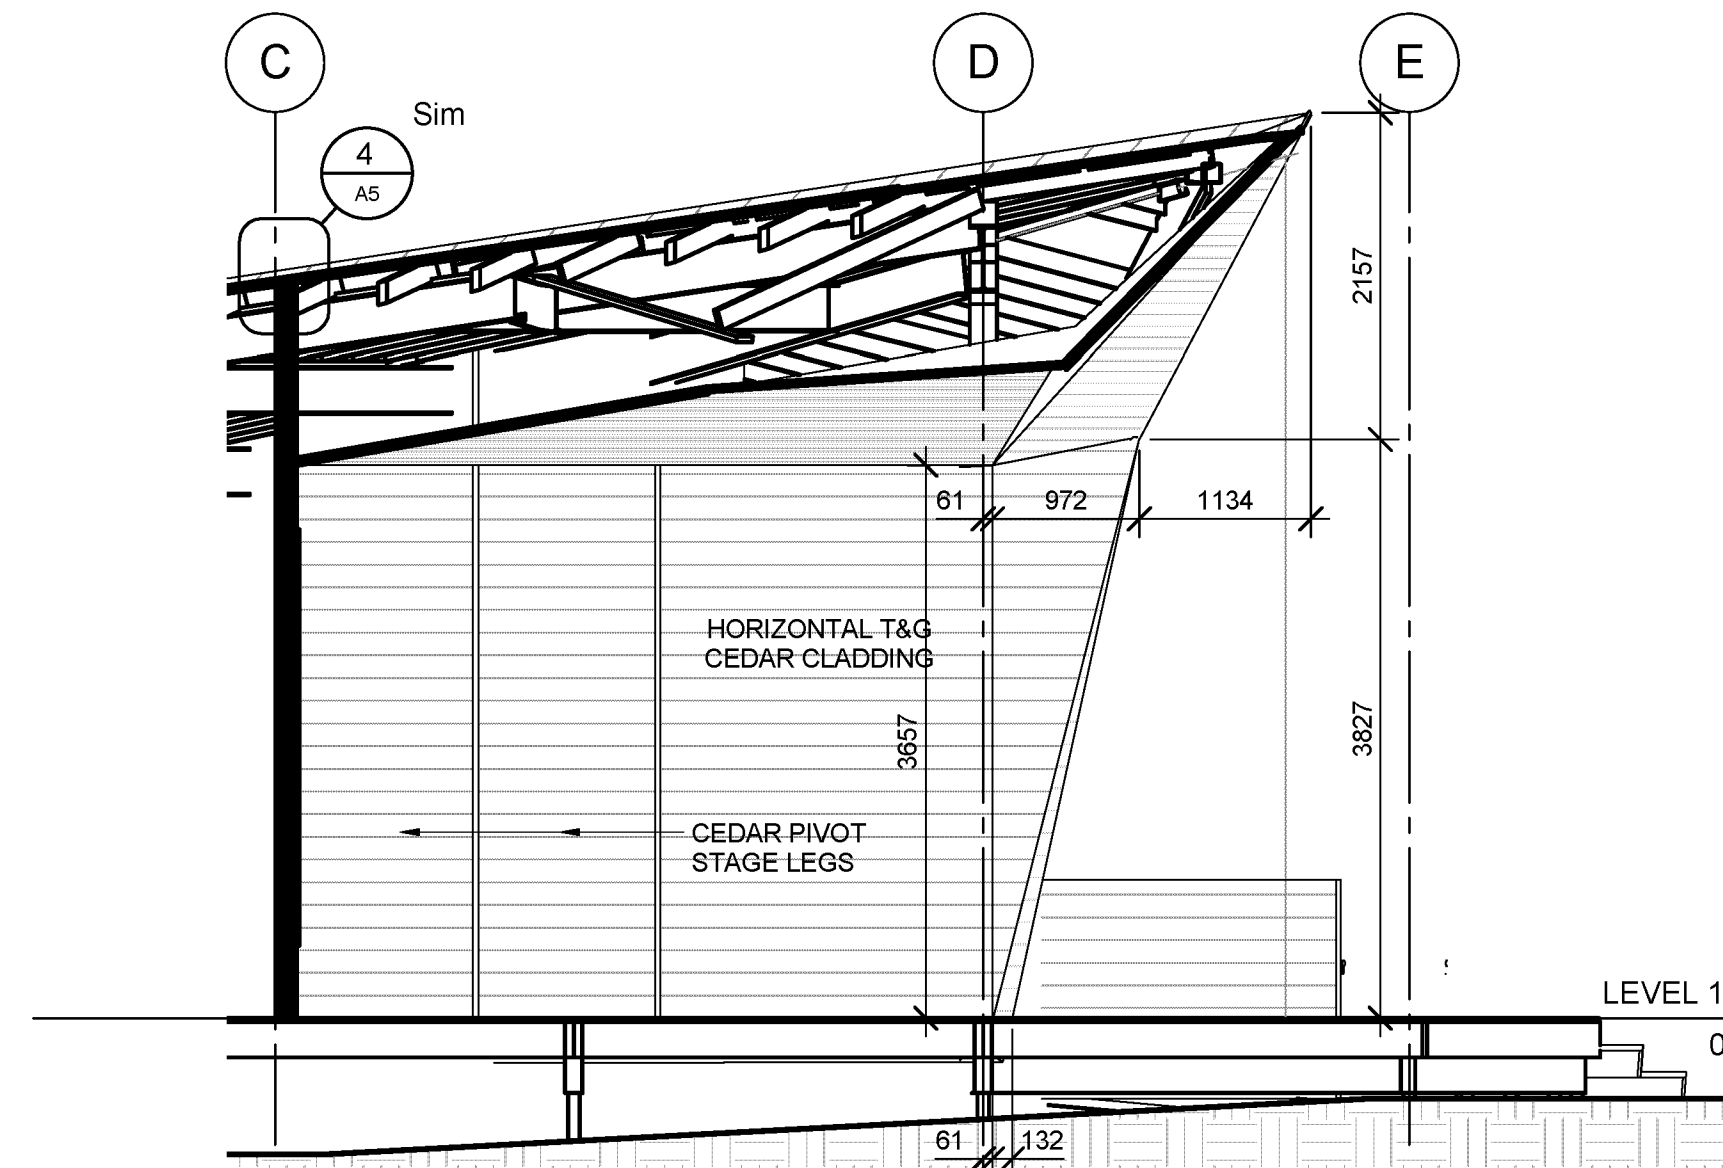 C
D
E
Sim
4
A5
2157
61
972
1134
HORIZONTAL T&G
CEDAR CLADDING
3657
3827
CEDAR PIVOT
STAGE LEGS
LEVEL 1
0
61
132